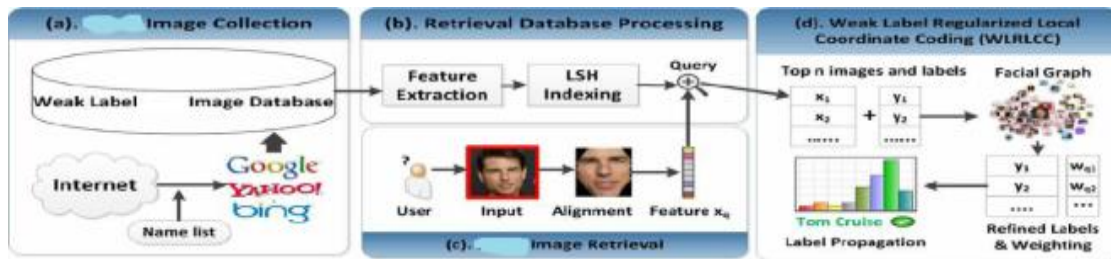 (a). Image Collection
Weak Label Image Database
Internet
Google
YAHOO!
bing
Name list
(b). Retrieval Database Processing
Feature Extraction
LSH Indexing
Query
?
User
Input
Alignment
Feature xq
(c). Image Retrieval
(d). Weak Label Regularized Local
Coordinate Coding (WLRLCC)
Top n images and labels
Facial Graph
x1
x2
......
+
y1
y2
......
y1
y2
....
wq1
wq2
...
Refined Labels
& Weighting
Tom Cruise
Label Propagation